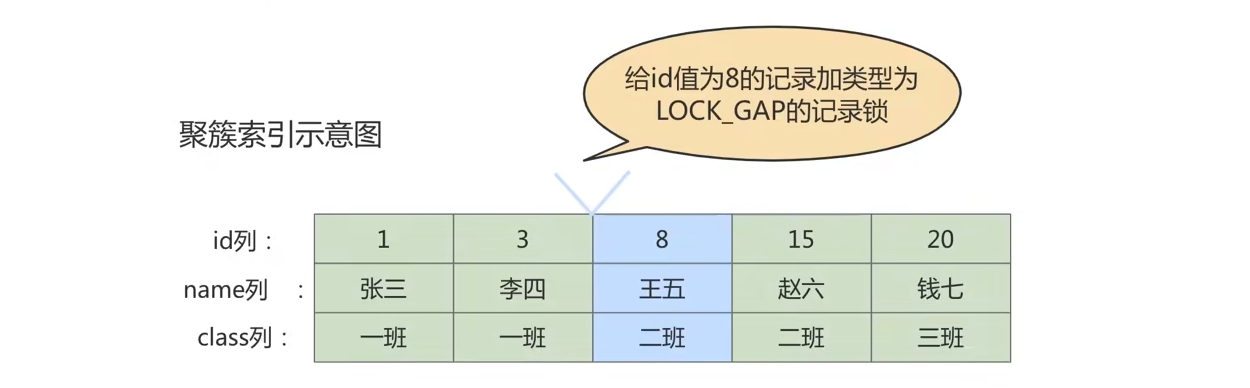 给id值为8的记录加类型为
LOCK_GAP的记录锁
聚簇索引示意图
id列： 1 3 8 15 20
name列 ： 张三 李四 王五 赵六 钱七
class列： 一班 一班 二班 二班 三班